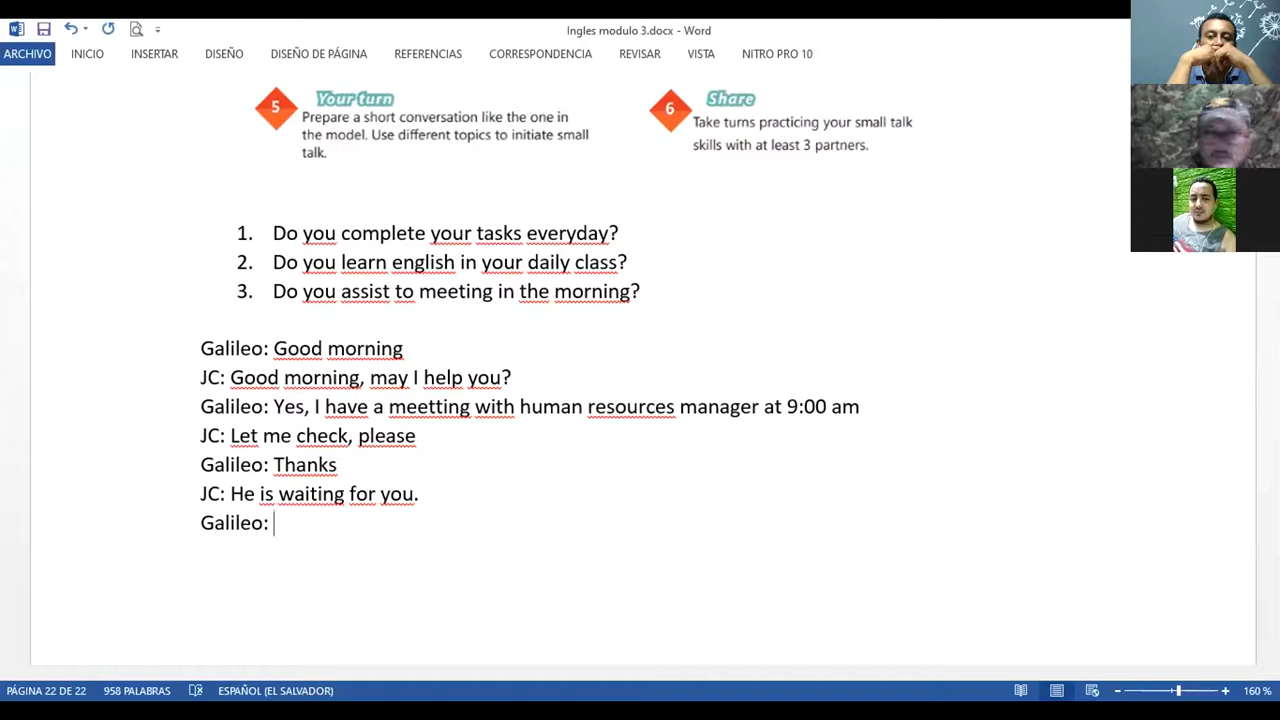 Ingles modulo 3.docx - Word
ARCHIVO INICIO INSERTAR DISEÑO DISEÑO DE PÁGINA REFERENCIAS CORRESPONDENCIA REVISAR VISTA NITRO PRO 10
5 Your turn
Prepare a short conversation like the one in
the model. Use different topics to initiate small
talk.
6 Share
Take turns practicing your small talk
skills with at least 3 partners.
1. Do you complete your tasks everyday?
2. Do you learn english in your daily class?
3. Do you assist to meeting in the morning?
Galileo: Good morning
JC: Good morning, may I help you?
Galileo: Yes, I have a meetting with human resources manager at 9:00 am
JC: Let me check, please
Galileo: Thanks
JC: He is waiting for you.
Galileo:
PÁGINA 22 DE 22 958 PALABRAS ESPAÑOL (EL SALVADOR) 160 %